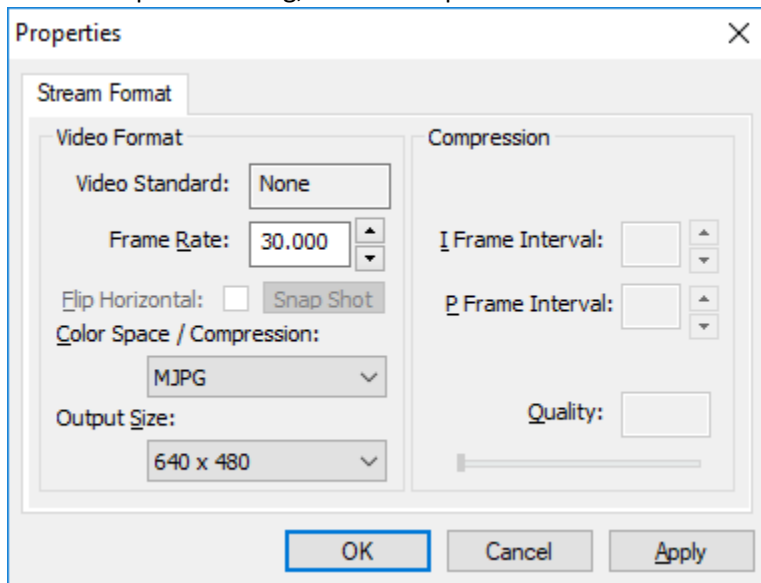 Properties
Stream Format
Video Format
Video Standard: None
Frame Rate: 30.000
Flip Horizontal: Snap Shot
Color Space / Compression:
MJPG
Output Size:
640 x 480
Compression
I Frame Interval:
P Frame Interval:
Quality:
OK Cancel Apply